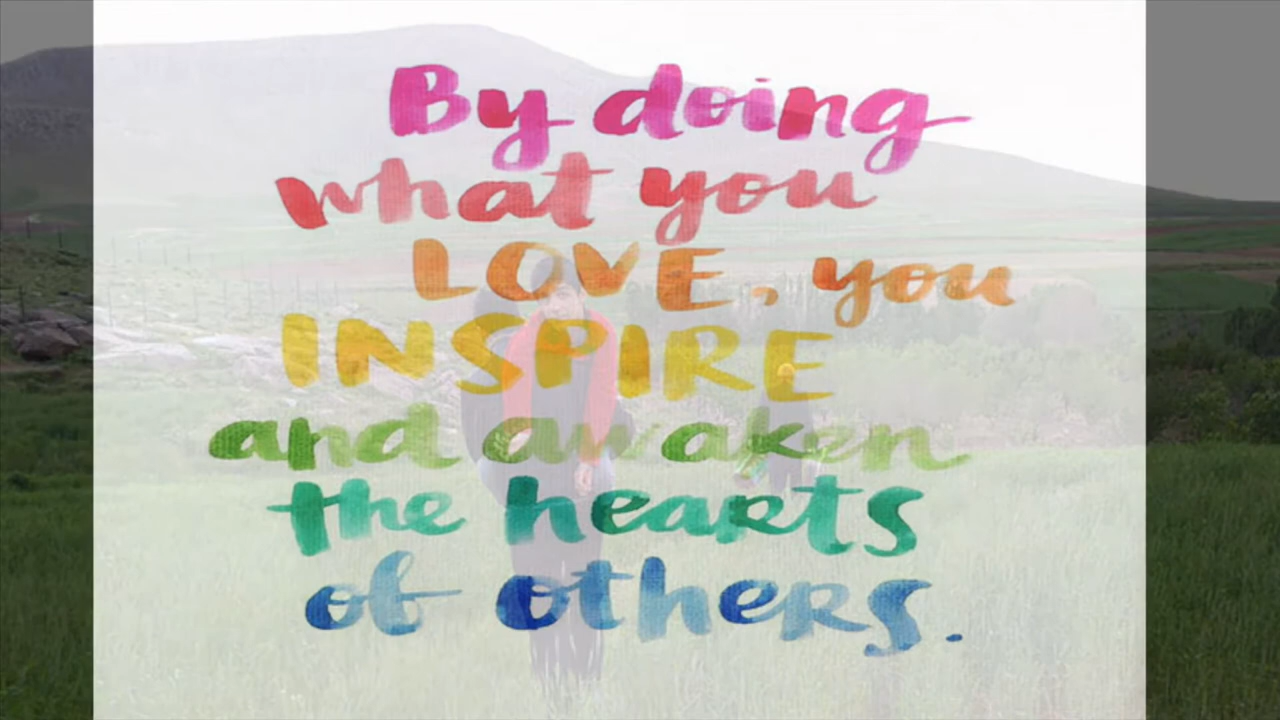 By doing
what you
LOVE, you
INSPIRE
and awaken
the hearts
of others.